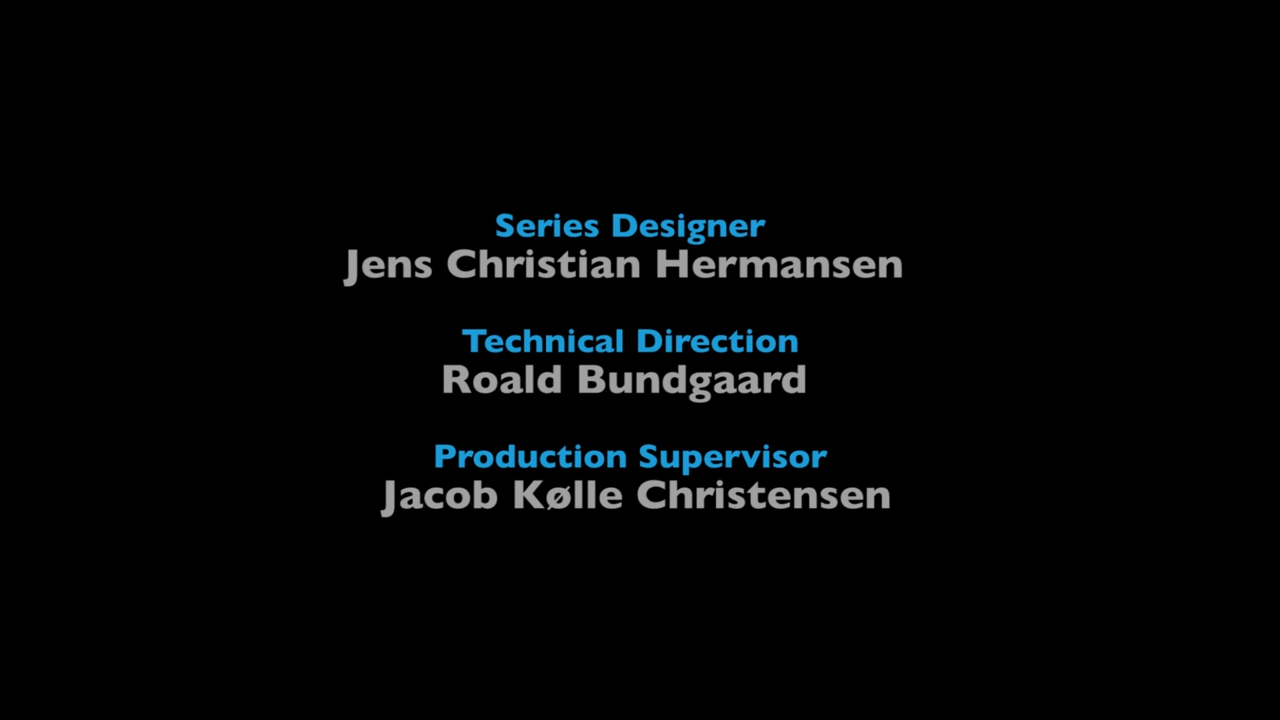 Series Designer
Jens Christian Hermansen
Technical Direction
Roald Bundgaard
Production Supervisor
Jacob Kølle Christensen